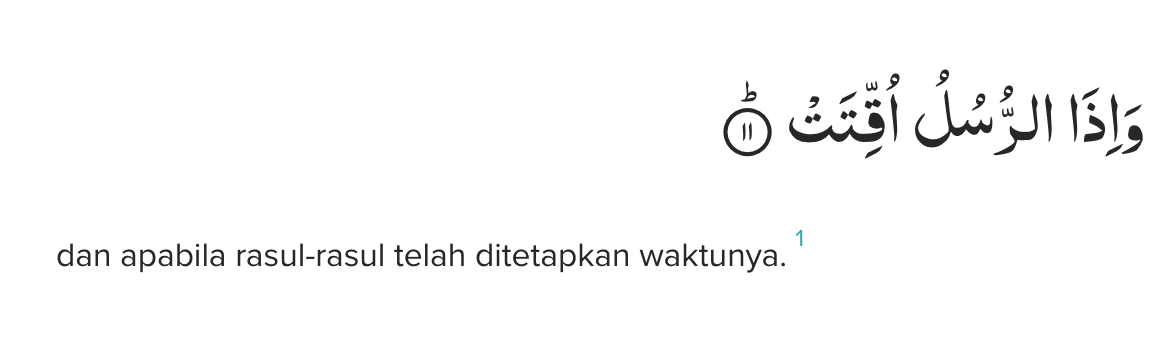 وَاِذَا الرُّسُلُ اُقِّتَتْۗ ١١
dan apabila rasul-rasul telah ditetapkan waktunya. 1